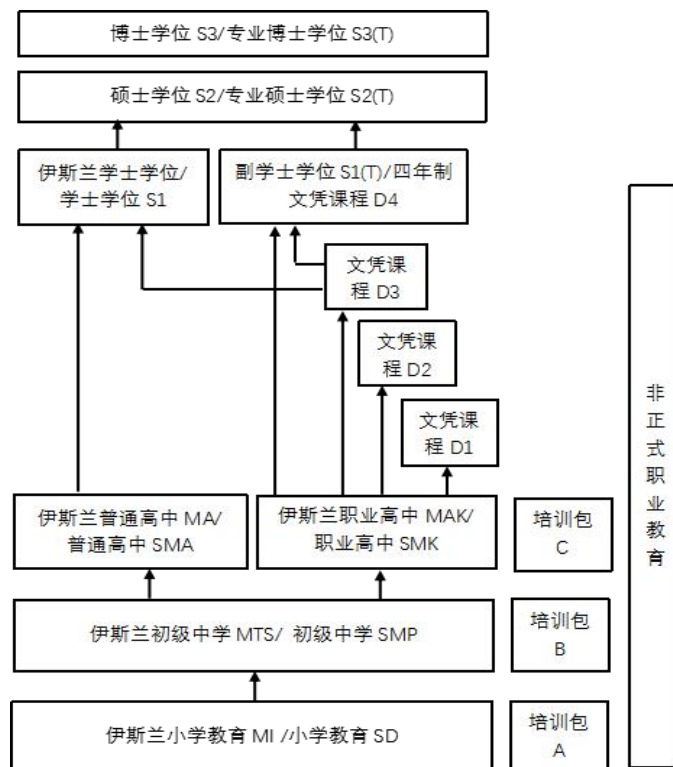 博士学位 S3/专业博士学位 S3(T)
硕士学位 S2/专业硕士学位 S2(T)
伊斯兰学士学位/
学士学位 S1
副学士学位 S1(T)/四年制
文凭课程 D4
文凭课
程 D3
文凭课
程 D2
文凭课
程 D1
伊斯兰普通高中 MA/
普通高中 SMA
伊斯兰职业高中 MAK/
职业高中 SMK
培训包
C
伊斯兰初级中学 MTS/ 初级中学 SMP
培训包
B
伊斯兰小学教育 MI /小学教育 SD
培训包
A
非
正
式
职
业
教
育